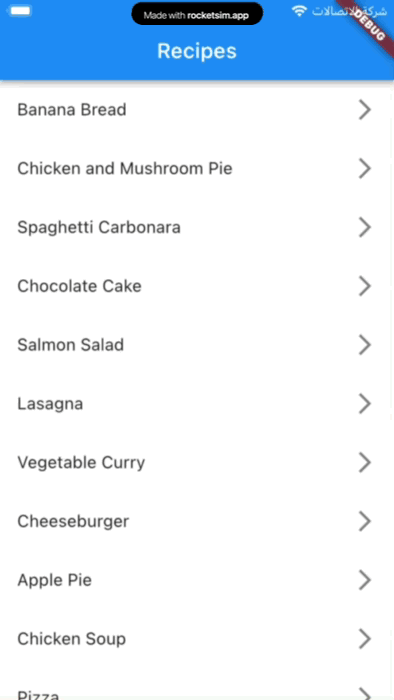 Made with rocketsim.app
شركة الاتصالات
DEBUG
Recipes
Banana Bread
Chicken and Mushroom Pie
Spaghetti Carbonara
Chocolate Cake
Salmon Salad
Lasagna
Vegetable Curry
Cheeseburger
Apple Pie
Chicken Soup
Pizza